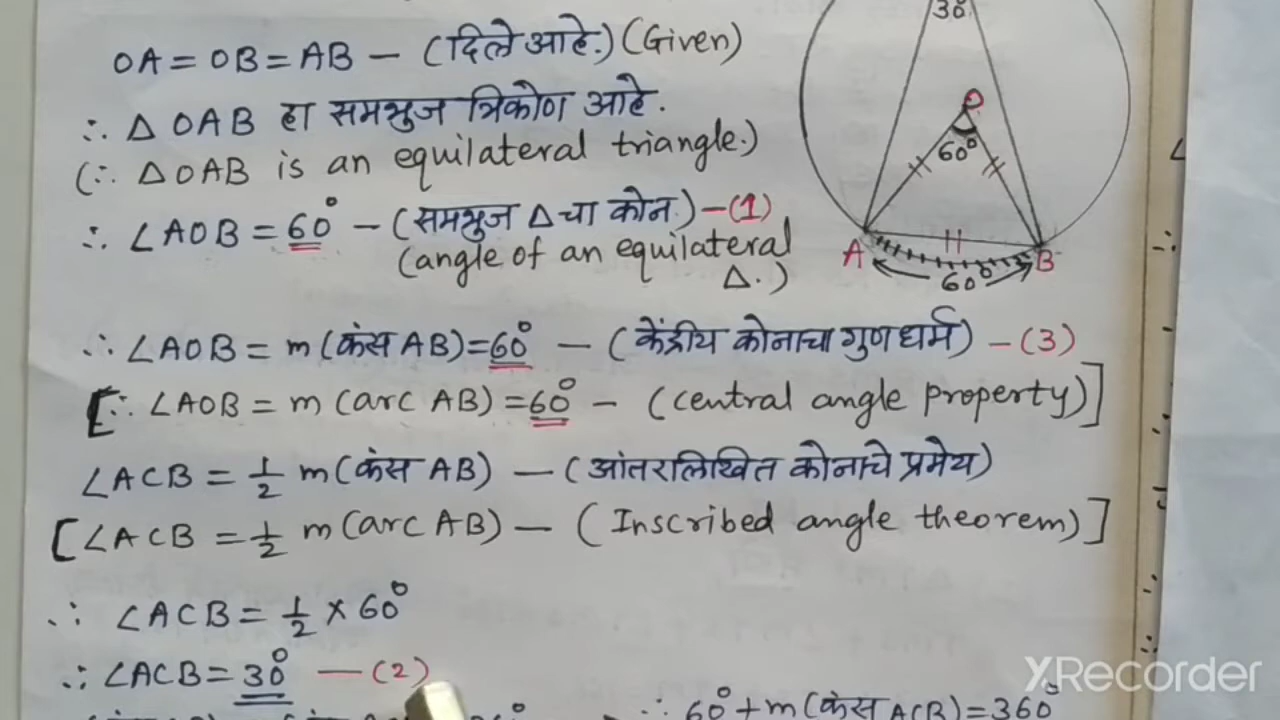 OA = OB = AB — (दिले आहे.) (Given)
∴ △OAB हा समभुज त्रिकोण आहे.
(∴ △OAB is an equilateral triangle.)
∴ ∠AOB = 60° — (समभुज △चा कोन) —(1)
(angle of an equilateral
△.)
∴ ∠AOB = m(कंस AB)=60° — (केंद्रीय कोनाचा गुणधर्म) —(3)
[∴ ∠AOB = m(arc AB) =60° — (central angle property)]
∠ACB = 1/2 m(कंस AB) — (आंतरलिखित कोनाचे प्रमेय)
[∠ACB = 1/2 m(arc AB) — (Inscribed angle theorem)]
∴ ∠ACB = 1/2 × 60°
∴ ∠ACB = 30° —(2)
∴ 60°+m(कंस ACB)=360°
30°
O
60°
A
B
60°
XRecorder